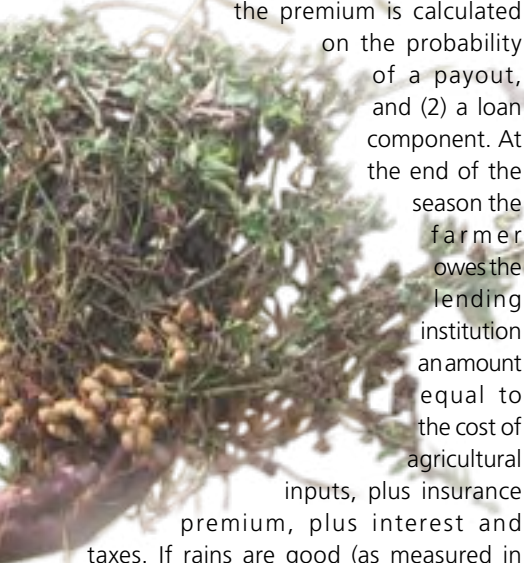 the premium is calculated
on the probability
of a payout,
and (2) a loan
component. At
the end of the
season the
farmer
owes the
lending
institution
an amount
equal to
the cost of
agricultural
inputs, plus insurance
premium, plus interest and
taxes. If rains are good (as measured in